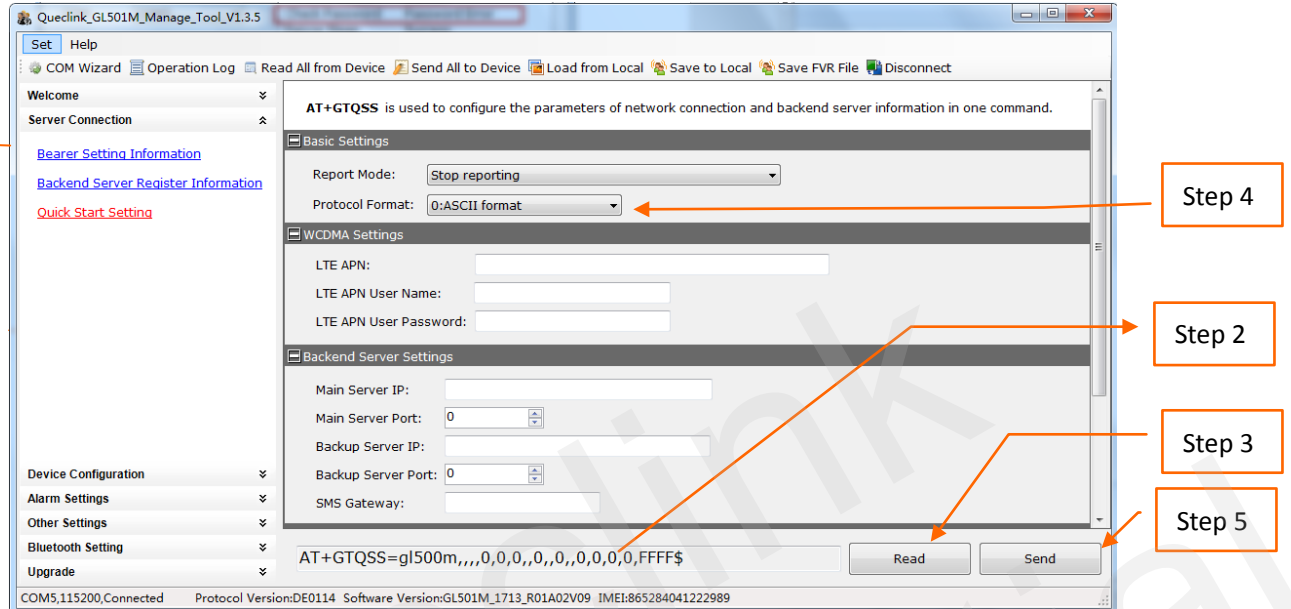 Queclink_GL501M_Manage_Tool_V1.3.5
Set Help
COM Wizard Operation Log Read All from Device Send All to Device Load from Local Save to Local Save FVR File Disconnect
Welcome
Server Connection
Bearer Setting Information
Backend Server Register Information
Quick Start Setting
Device Configuration
Alarm Settings
Other Settings
Bluetooth Setting
Upgrade
AT+GTQSS is used to configure the parameters of network connection and backend server information in one command.
Basic Settings
Report Mode: Stop reporting
Protocol Format: 0:ASCII format
WCDMA Settings
LTE APN:
LTE APN User Name:
LTE APN User Password:
Backend Server Settings
Main Server IP:
Main Server Port: 0
Backup Server IP:
Backup Server Port: 0
SMS Gateway:
AT+GTQSS=gl500m,,,,0,0,0,,0,,0,,0,0,0,0,FFFF$
Read Send
COM5,115200,Connected Protocol Version:DE0114 Software Version:GL501M_1713_R01A02V09 IMEI:865284041222989
Step 4
Step 2
Step 3
Step 5